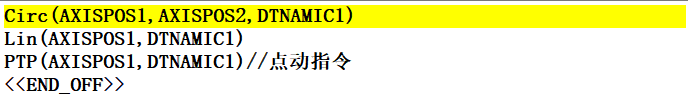 Circ(AXISPOS1,AXISPOS2,DTNAMIC1)
Lin(AXISPOS1,DTNAMIC1)
PTP(AXISPOS1,DTNAMIC1)//点动指令
<<END_OFF>>